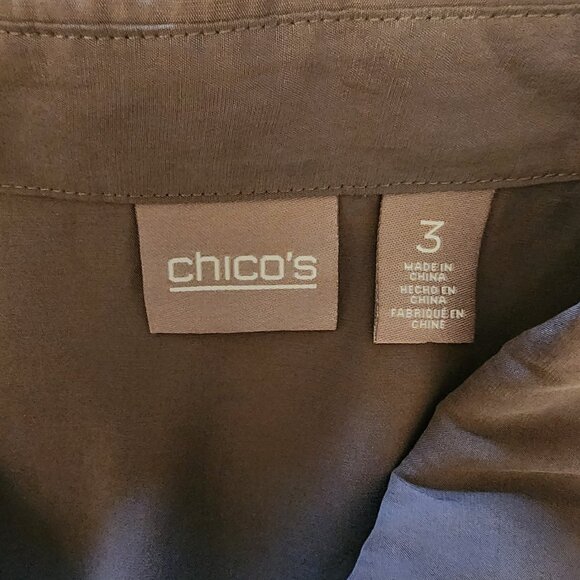 chico's
3
MADE IN
CHINA
HECHO EN
CHINA
FABRIQUÉ EN
CHINE